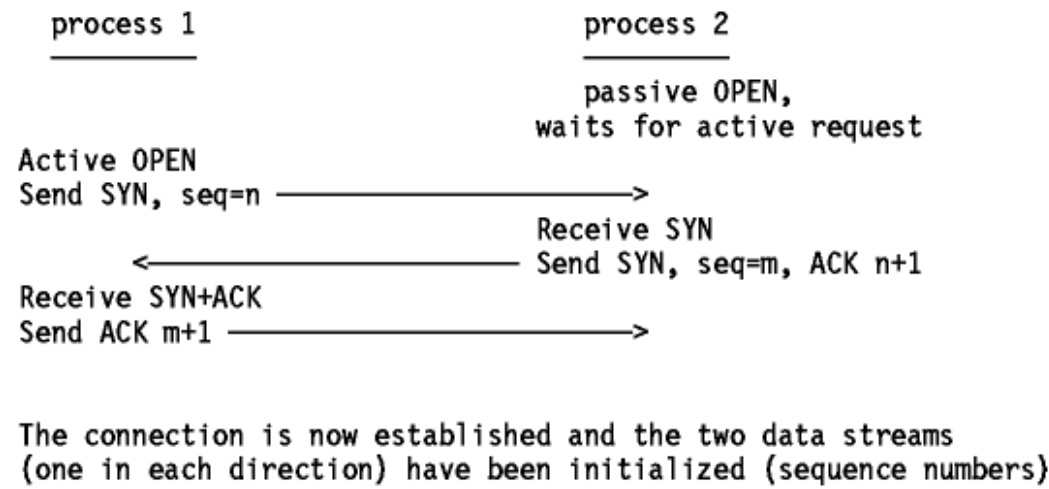 process 1
process 2
passive OPEN,
waits for active request
Active OPEN
Send SYN, seq=n
Receive SYN
Send SYN, seq=m, ACK n+1
Receive SYN+ACK
Send ACK m+1
The connection is now established and the two data streams
(one in each direction) have been initialized (sequence numbers)